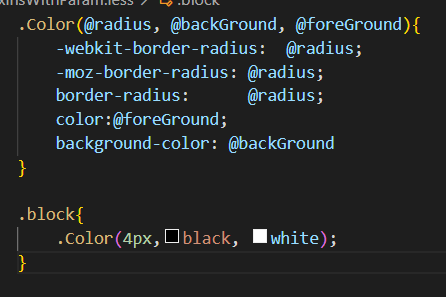 xinsWithParam.less > .block
.Color(@radius, @backGround, @foreGround){
-webkit-border-radius: @radius;
-moz-border-radius: @radius;
border-radius: @radius;
color:@foreGround;
background-color: @backGround
}
.block{
.Color(4px, black, white);
}